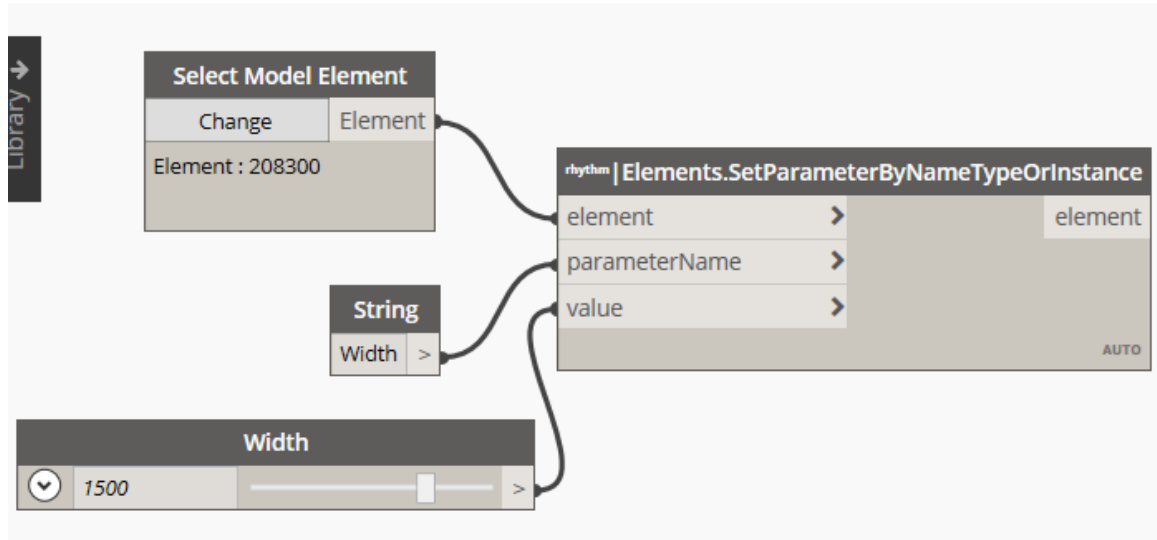 Library
Select Model Element
Change
Element
Element : 208300
rhythm|Elements.SetParameterByNameTypeOrInstance
element
element
parameterName
value
AUTO
String
Width >
Width
1500 >